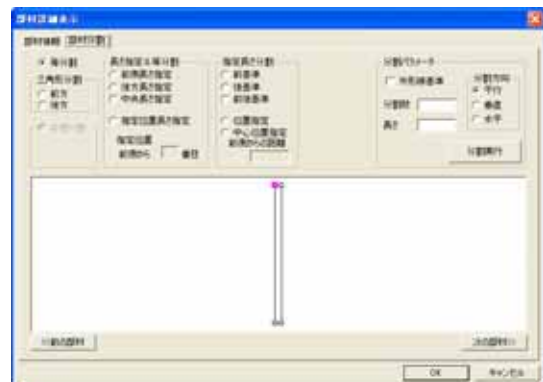 部材詳細表示
部材情報 部材分割
等分割
三角形分割
前方
後方
長さ指定&等分割
前側長さ指定
後方長さ指定
中央長さ指定
指定位置長さ指定
指定位置
前側から 番目
指定長さ分割
前基準
後基準
前後基準
位置指定
中心位置指定
前側からの距離
分割パラメータ
外形線基準
分割数
長さ
分割方向
平行
垂直
水平
分割実行
<<前の部材
次の部材>>
OK
キャンセル